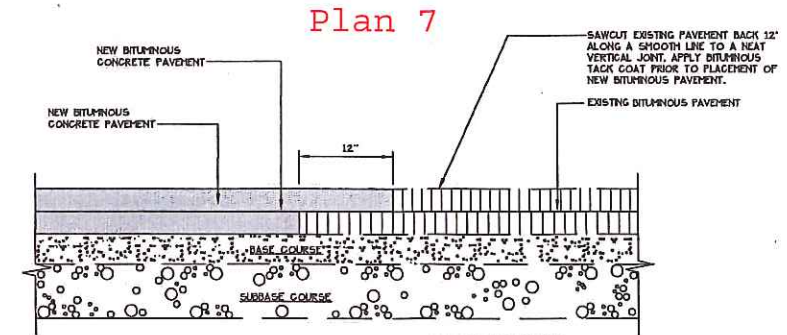 Plan 7
NEW BITUMINOUS
CONCRETE PAVEMENT
NEW BITUMINOUS
CONCRETE PAVEMENT
SAWCUT EXISTING PAVEMENT BACK 12"
ALONG A SMOOTH LINE TO A NEAT
VERTICAL JOINT. APPLY BITUMINOUS
TACK COAT PRIOR TO PLACEMENT OF
NEW BITUMINOUS PAVEMENT.
EXISTING BITUMINOUS PAVEMENT
12"
BASE COURSE
SUBBASE COURSE